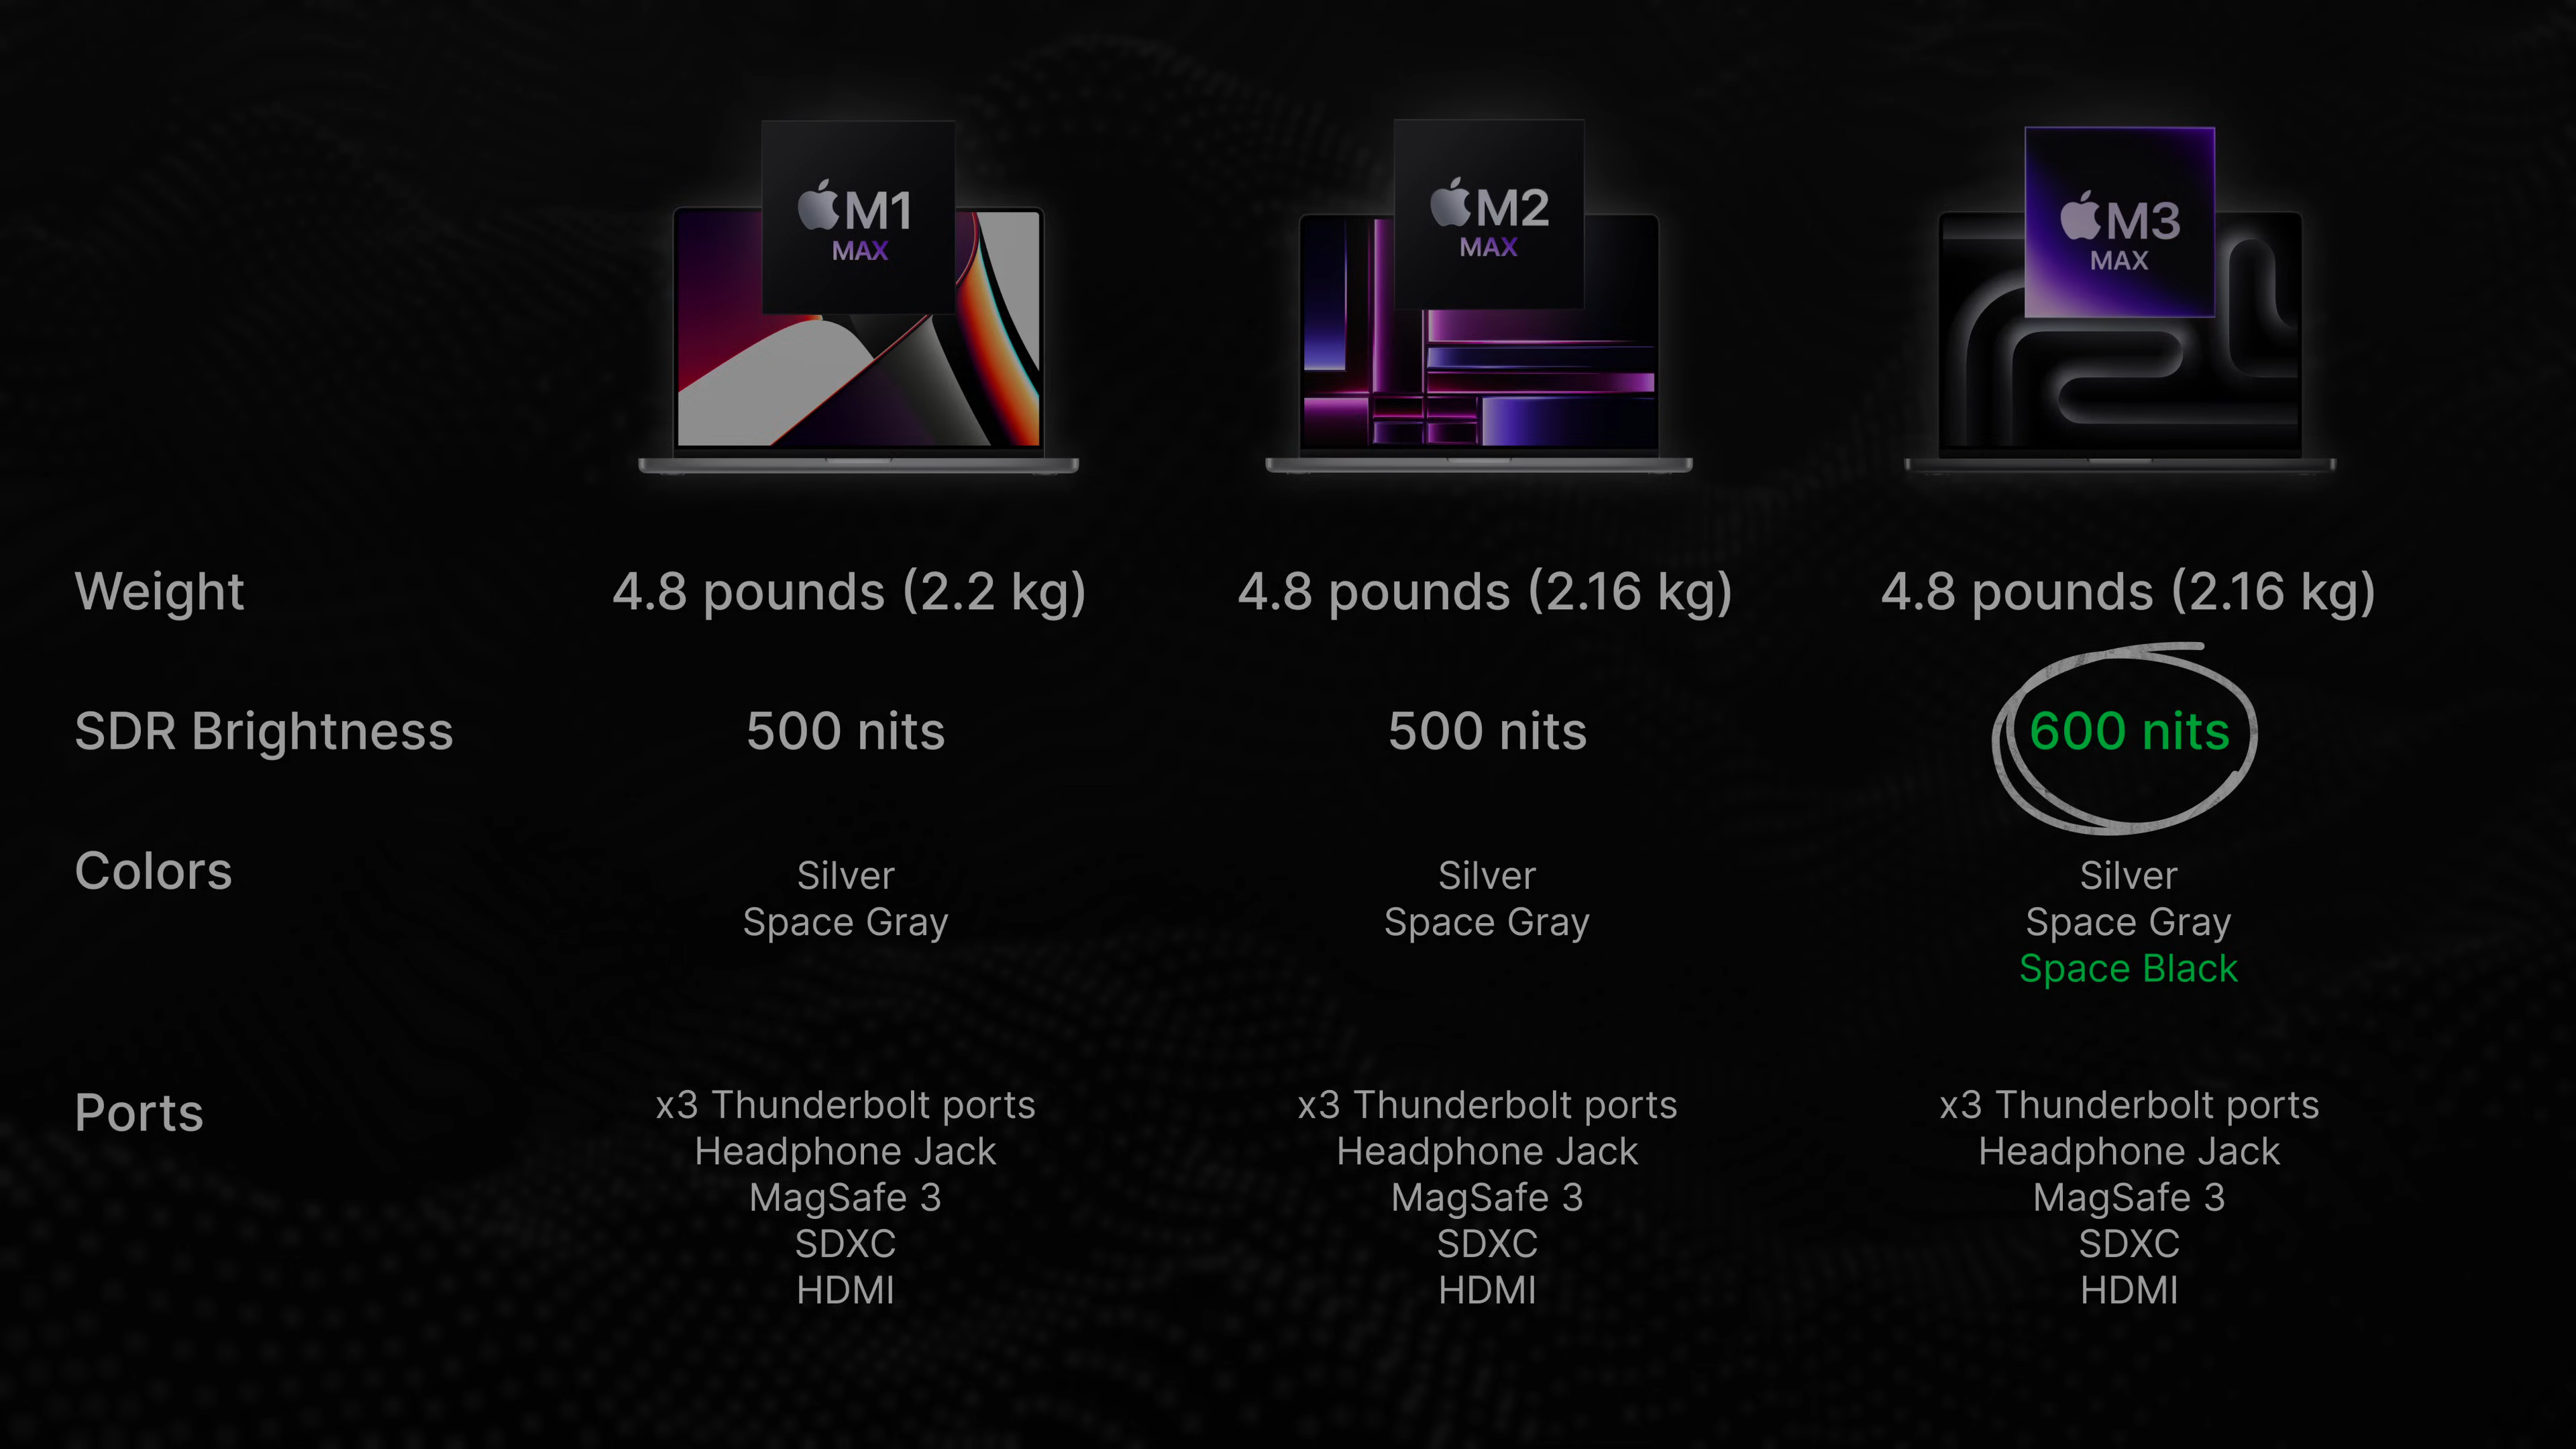 M1
MAX
M2
MAX
M3
MAX
Weight
4.8 pounds (2.2 kg)
4.8 pounds (2.16 kg)
4.8 pounds (2.16 kg)
SDR Brightness
500 nits
500 nits
600 nits
Colors
Silver
Space Gray
Silver
Space Gray
Silver
Space Gray
Space Black
Ports
x3 Thunderbolt ports
Headphone Jack
MagSafe 3
SDXC
HDMI
x3 Thunderbolt ports
Headphone Jack
MagSafe 3
SDXC
HDMI
x3 Thunderbolt ports
Headphone Jack
MagSafe 3
SDXC
HDMI